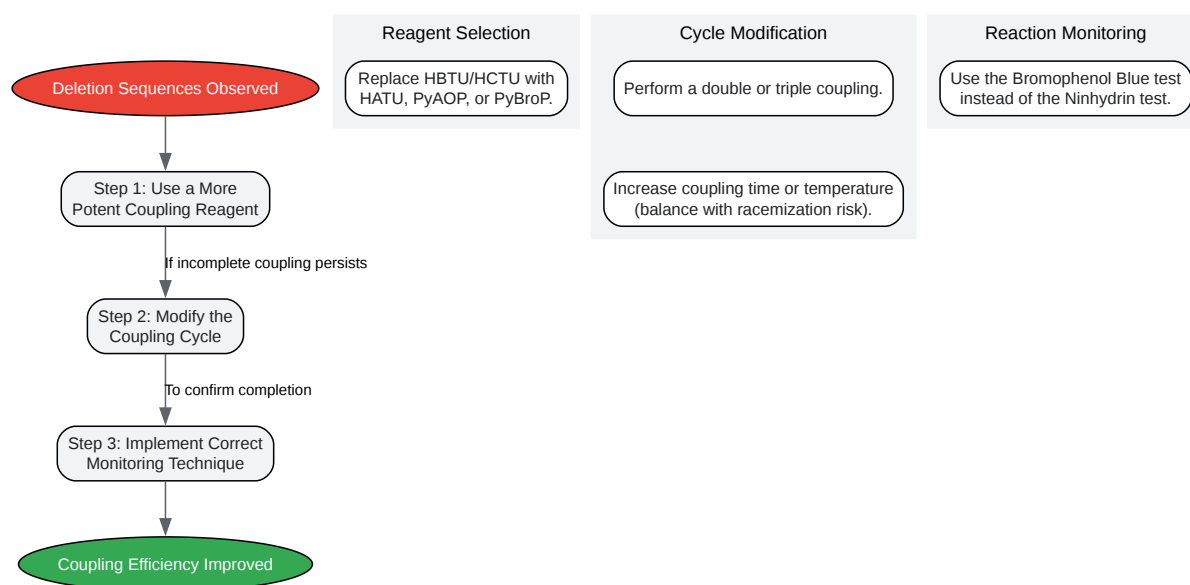 Reagent Selection
Cycle Modification
Reaction Monitoring
Deletion Sequences Observed
Replace HBTU/HCTU with
HATU, PyAOP, or PyBroP.
Perform a double or triple coupling.
Use the Bromophenol Blue test
instead of the Ninhydrin test.
Step 1: Use a More
Potent Coupling Reagent
Increase coupling time or temperature
(balance with racemization risk).
If incomplete coupling persists
Step 2: Modify the
Coupling Cycle
To confirm completion
Step 3: Implement Correct
Monitoring Technique
Coupling Efficiency Improved